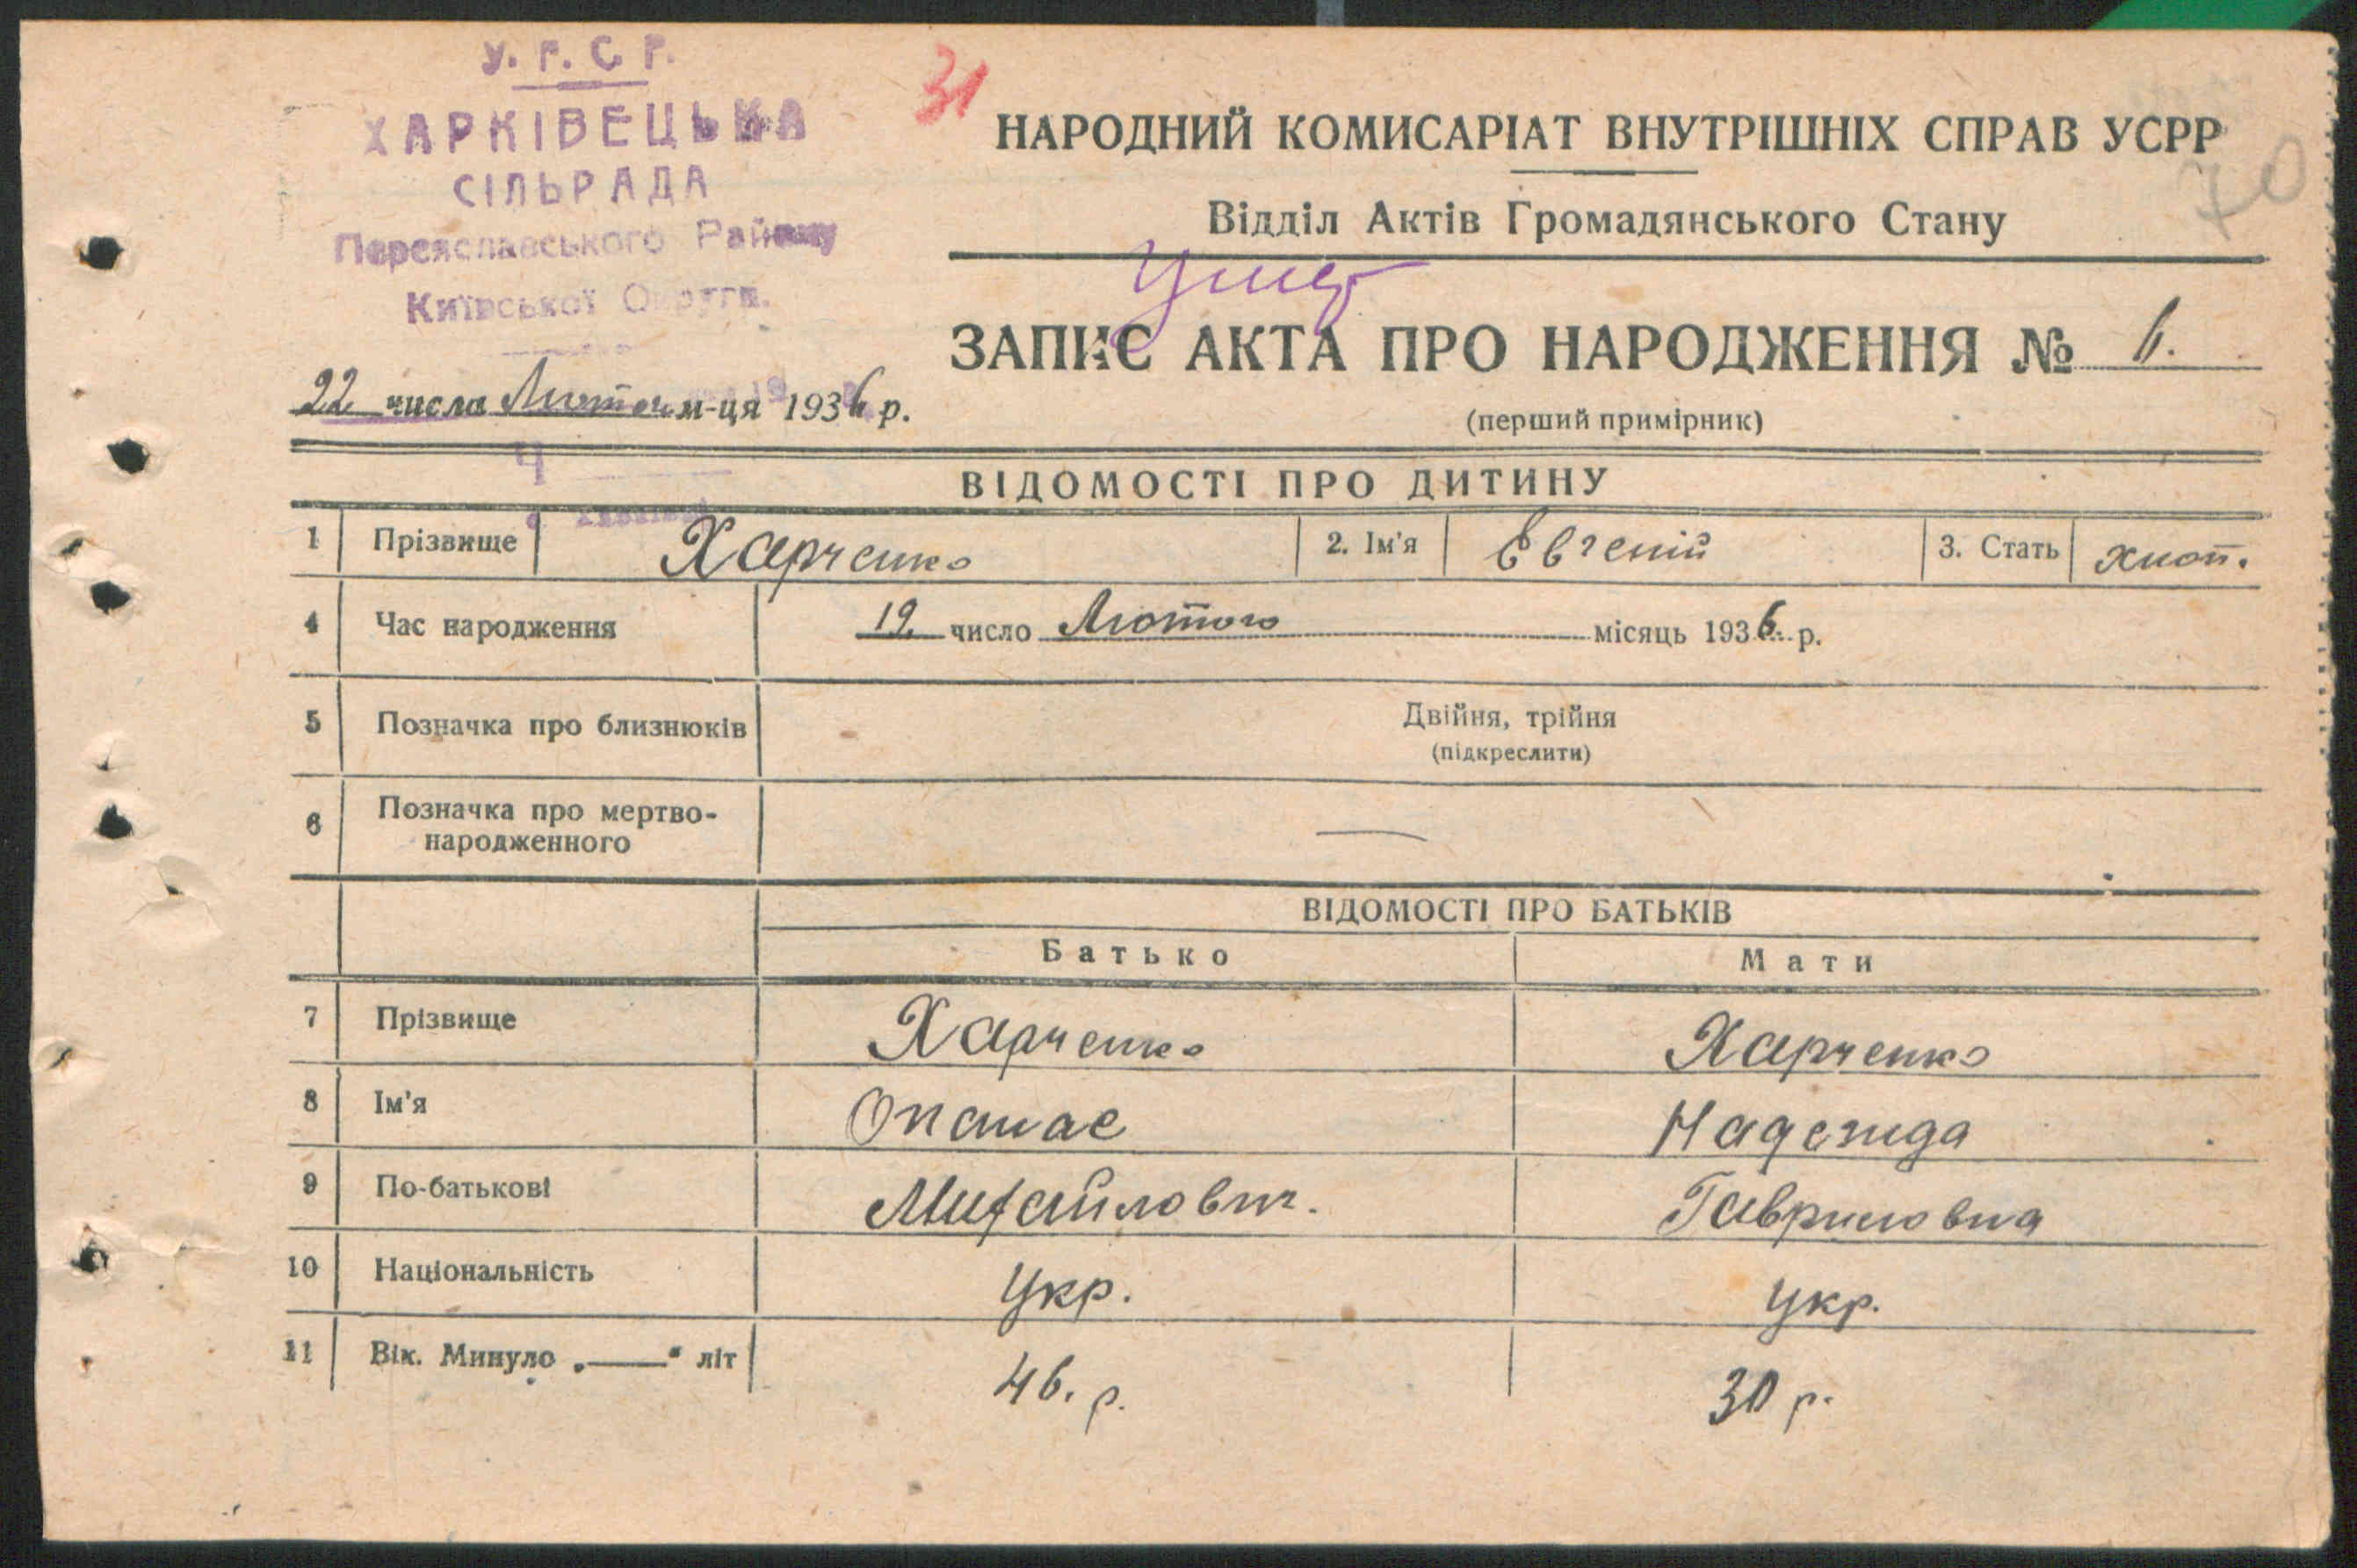 У. Р. С Р.
ХАРКІВЕЦЬКА
СІЛЬРАДА
Переяславського Району
Київської Округи.
31
НАРОДНИЙ КОМИСАРІАТ ВНУТРІШНІХ СПРАВ УСРР
70
Відділ Актів Громадянського Стану
ЗАПИС АКТА ПРО НАРОДЖЕННЯ № 6.
22 числа Лютого м-ця 1936 р.
(перший примірник)
Ч
ВІДОМОСТІ ПРО ДИТИНУ
1 Прізвище Харченко 2. Ім'я Евгеній 3. Стать хлоп.
4 Час народження 19. число Лютого місяць 1936. р.
5 Позначка про близнюків Двійня, трійня
(підкреслити)
6 Позначка про мертво-
народженного —
ВІДОМОСТІ ПРО БАТЬКІВ
Батько Мати
7 Прізвище Харченко Харченко
8 Ім'я Опанас Надежда
9 По-батькові Михайлович. Гавриловна
10 Національність Укр. Укр.
11 Вік. Минуло „——“ літ 46. р. 30 р.